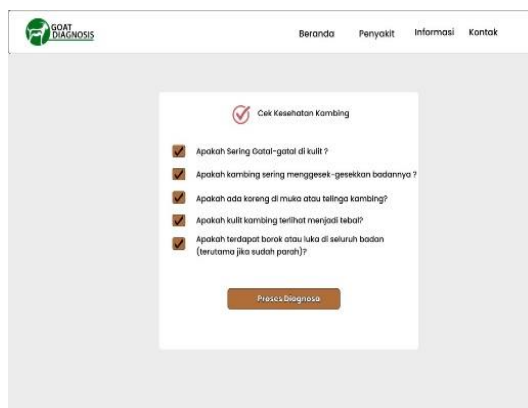 GOAT
DIAGNOSIS
Beranda Penyakit Informasi Kontak
Cek Kesehatan Kambing
Apakah Sering Gatal-gatal di kulit ?
Apakah kambing sering menggesek-gesekkan badannya ?
Apakah ada koreng di muka atau telinga kambing?
Apakah kulit kambing terlihat menjadi tebal?
Apakah terdapat borok atau luka di seluruh badan
(terutama jika sudah parah)?
Proses Diagnosa